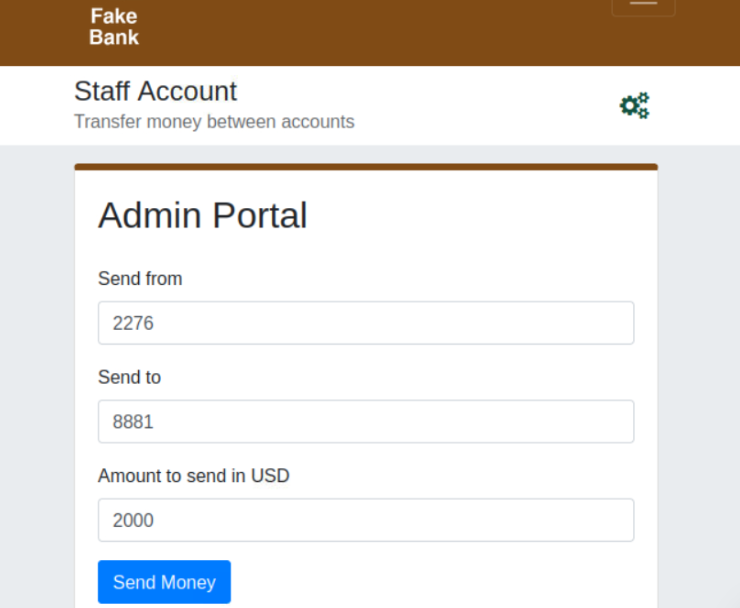 Fake
Bank
Staff Account
Transfer money between accounts
Admin Portal
Send from
2276
Send to
8881
Amount to send in USD
2000
Send Money